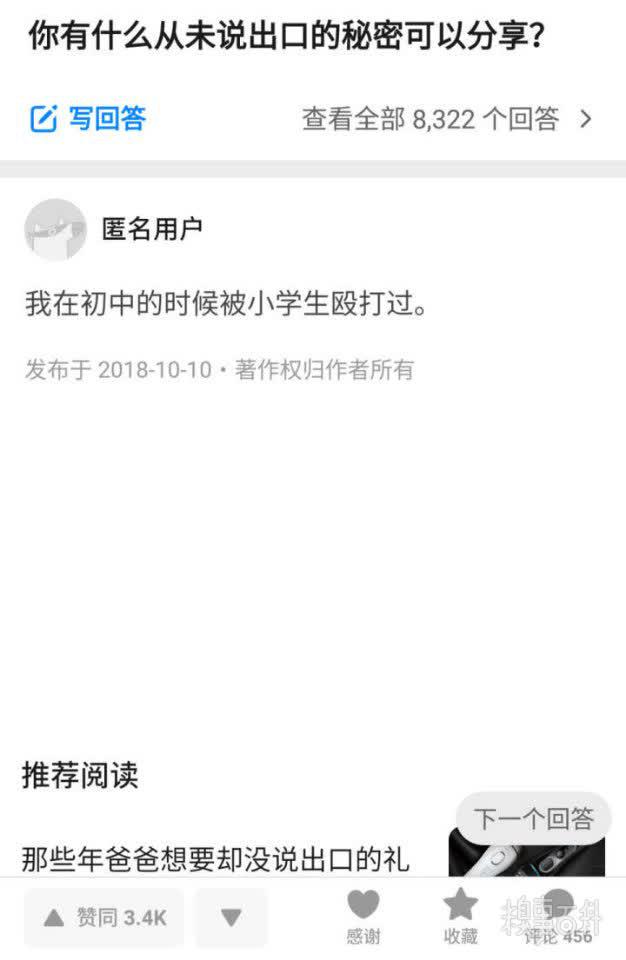 你有什么从未说出口的秘密可以分享?
写回答
查看全部 8,322 个回答
匿名用户
我在初中的时候被小学生殴打过。
发布于 2018-10-10・著作权归作者所有
推荐阅读
下一个回答
那些年爸爸想要却没说出口的礼
赞同 3.4K
感谢
收藏
评论 456